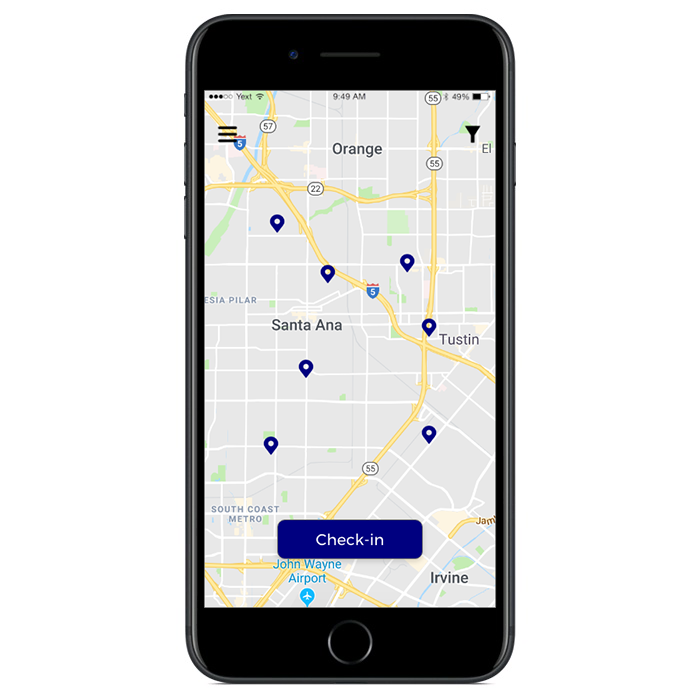 Yext 9:49 AM 49%
55
57
5
Orange
El
55
22
5
ESIA PILAR
Santa Ana
Tustin
55
SOUTH COAST
METRO
Jam
Check-in
John Wayne
Airport
Irvine